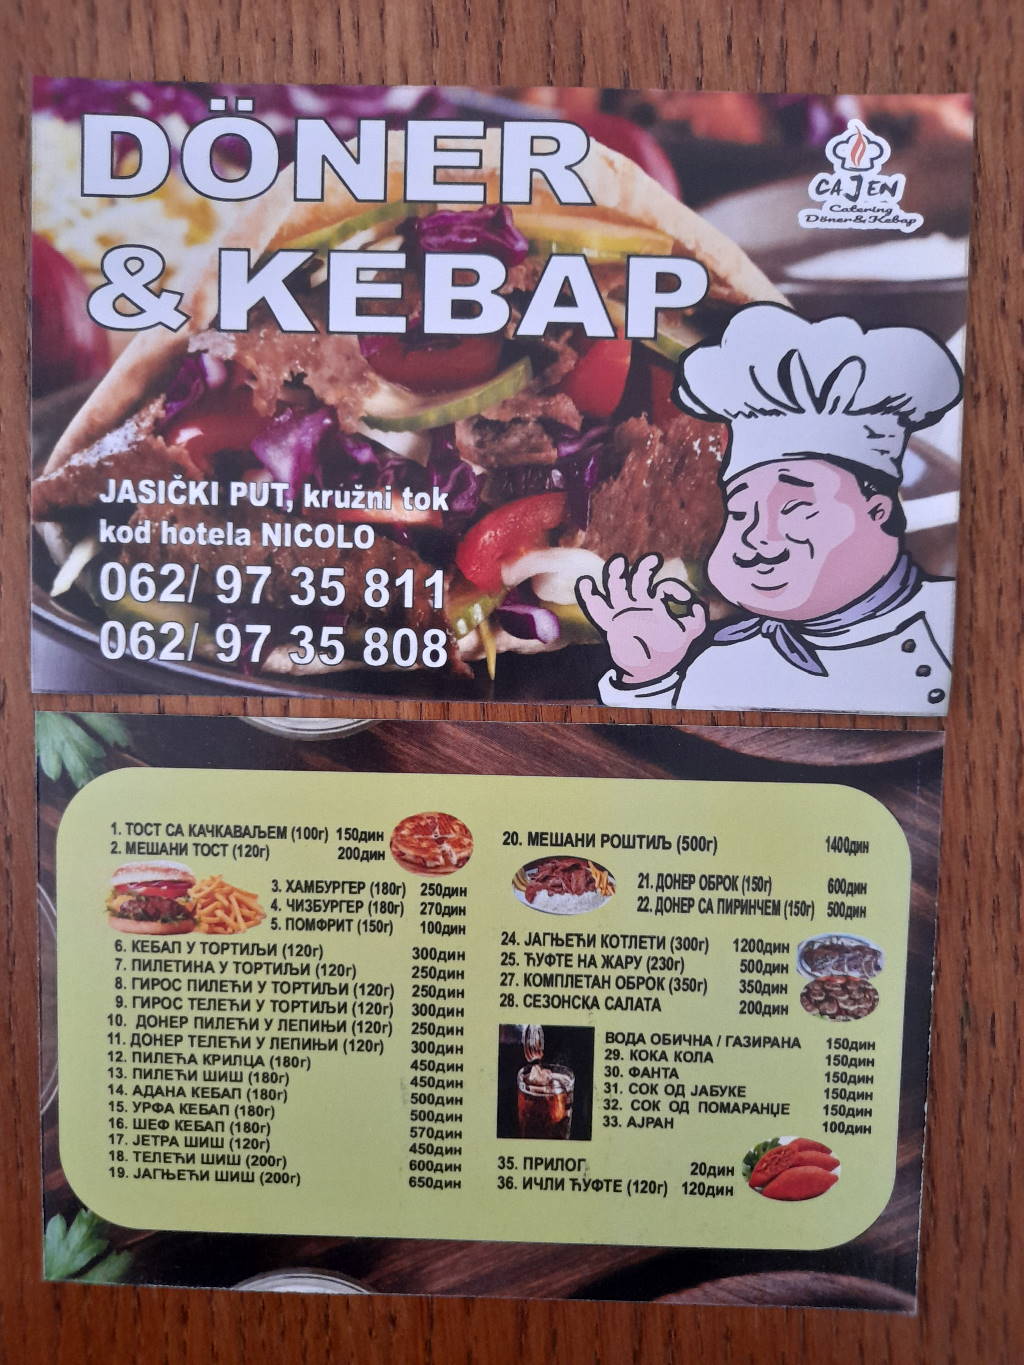 DÖNER
& KEBAP
CAJEN
Catering
Döner & Kebap
JASIČKI PUT, kružni tok
kod hotela NICOLO
062/ 97 35 811
062/ 97 35 808
1. ТОСТ СА КАЧКАВАЉЕМ (100г) 150дин
2. МЕШАНИ ТОСТ (120г) 200дин
3. ХАМБУРГЕР (180г) 250дин
4. ЧИЗБУРГЕР (180г) 270дин
5. ПОМФРИТ (150г) 100дин
6. КЕБАП У ТОРТИЉИ (120г) 300дин
7. ПИЛЕТИНА У ТОРТИЉИ (120г) 250дин
8. ГИРОС ПИЛЕЋИ У ТОРТИЉИ (120г) 250дин
9. ГИРОС ТЕЛЕЋИ У ТОРТИЉИ (120г) 300дин
10. ДОНЕР ПИЛЕЋИ У ЛЕПИЊИ (120г) 250дин
11. ДОНЕР ТЕЛЕЋИ У ЛЕПИЊИ (120г) 300дин
12. ПИЛЕЋА КРИЛЦА (180г) 450дин
13. ПИЛЕЋИ ШИШ (180г) 450дин
14. АДАНА КЕБАП (180г) 500дин
15. УРФА КЕБАП (180г) 500дин
16. ШЕФ КЕБАП (180г) 570дин
17. ЈЕТРА ШИШ (120г) 450дин
18. ТЕЛЕЋИ ШИШ (200г) 600дин
19. ЈАГЊЕЋИ ШИШ (200г) 650дин
20. МЕШАНИ РОШТИЉ (500г) 1400дин
21. ДОНЕР ОБРОК (150г) 600дин
22. ДОНЕР СА ПИРИНЧЕМ (150г) 500дин
24. ЈАГЊЕЋИ КОТЛЕТИ (300г) 1200дин
25. ЋУФТЕ НА ЖАРУ (230г) 500дин
27. КОМПЛЕТАН ОБРОК (350г) 350дин
28. СЕЗОНСКА САЛАТА 200дин
ВОДА ОБИЧНА / ГАЗИРАНА 150дин
29. КОКА КОЛА 150дин
30. ФАНТА 150дин
31. СОК ОД ЈАБУКЕ 150дин
32. СОК ОД ПОМАРАНЏЕ 150дин
33. АЈРАН 100дин
35. ПРИЛОГ 20дин
36. ИЧЛИ ЋУФТЕ (120г) 120дин